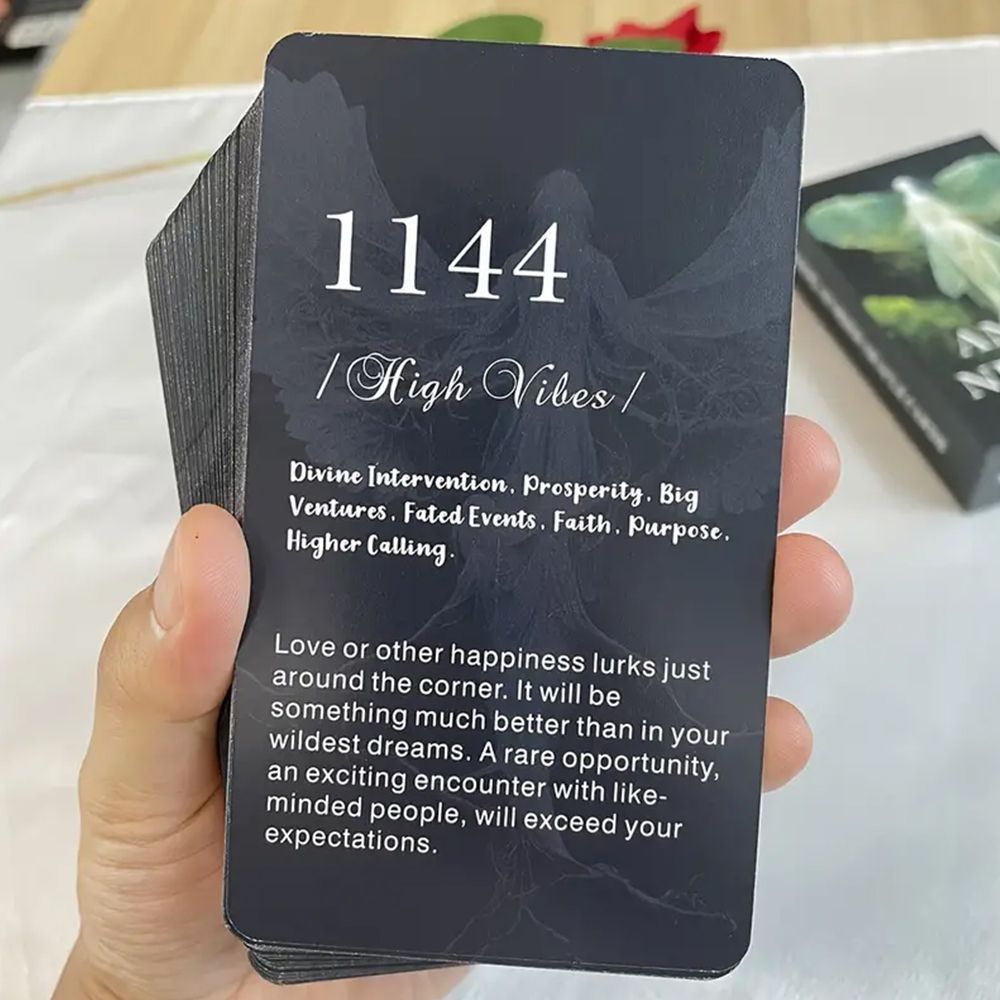 1144
/High Vibes/
Divine Intervention, Prosperity, Big
Ventures, Fated Events, Faith, Purpose,
Higher Calling.
Love or other happiness lurks just
around the corner. It will be
something much better than in your
wildest dreams. A rare opportunity,
an exciting encounter with like-
minded people, will exceed your
expectations.